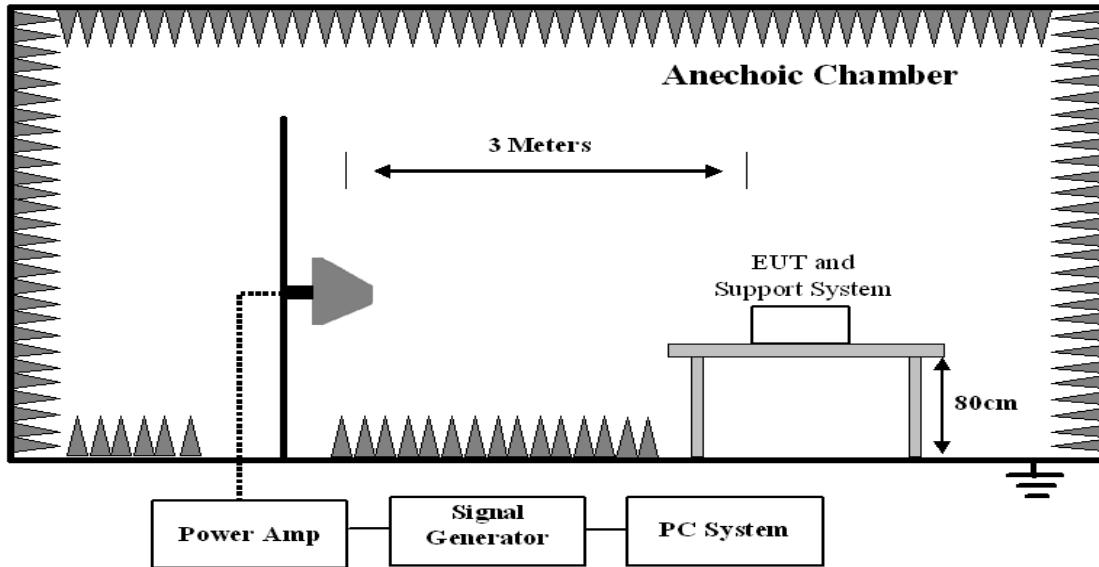 Anechoic Chamber
3 Meters
EUT and
Support System
80cm
Power Amp
Signal
Generator
PC System